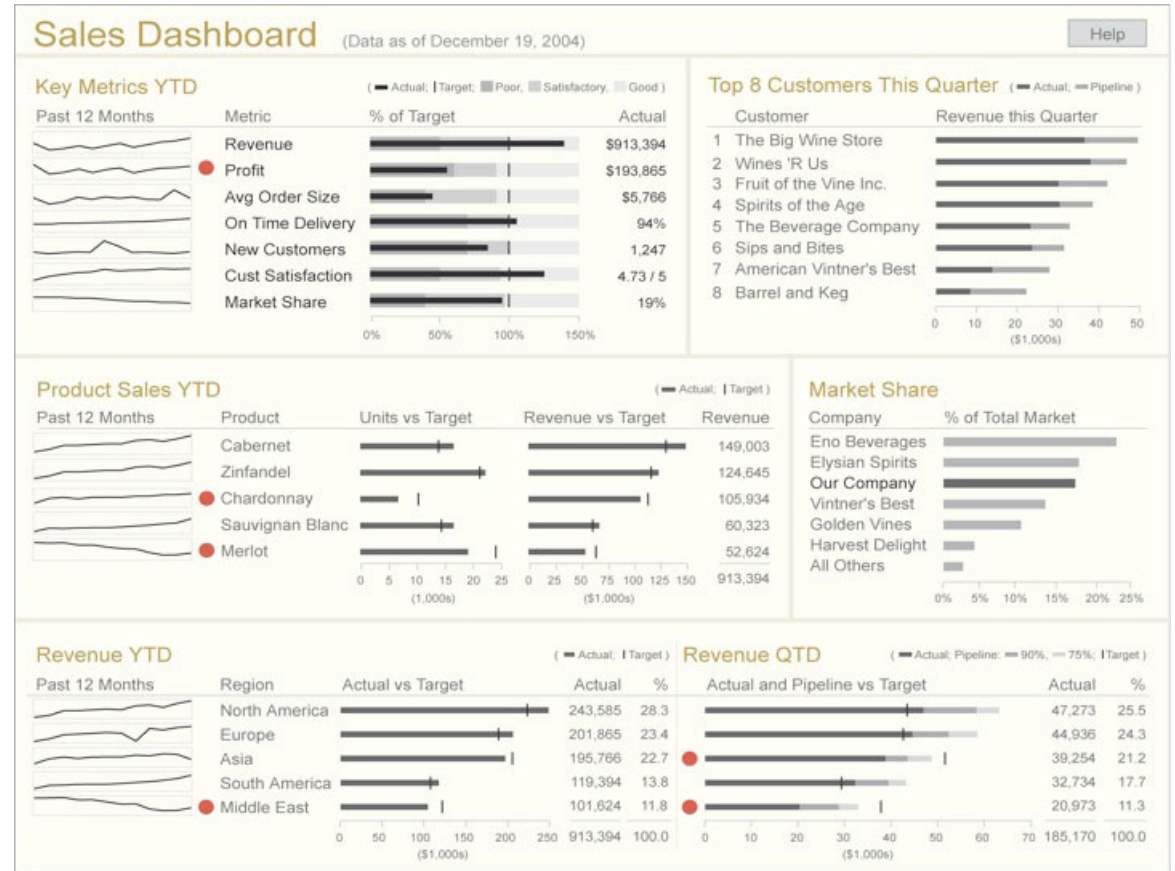 Sales Dashboard (Data as of December 19, 2004) Help
Key Metrics YTD ( Actual; Target; Poor, Satisfactory, Good )
Past 12 Months Metric % of Target Actual
Revenue $913,394
Profit $193,865
Avg Order Size $5,766
On Time Delivery 94%
New Customers 1,247
Cust Satisfaction 4.73 / 5
Market Share 19%
0% 50% 100% 150%
Top 8 Customers This Quarter ( Actual; Pipeline )
Customer Revenue this Quarter
1 The Big Wine Store
2 Wines 'R Us
3 Fruit of the Vine Inc.
4 Spirits of the Age
5 The Beverage Company
6 Sips and Bites
7 American Vintner's Best
8 Barrel and Keg
0 10 20 30 40 50
($1,000s)
Product Sales YTD ( Actual; Target )
Past 12 Months Product Units vs Target Revenue vs Target Revenue
Cabernet 149,003
Zinfandel 124,645
Chardonnay 105,934
Sauvignan Blanc 60,323
Merlot 52,624
0 5 10 15 20 25 0 25 50 75 100 125 150 913,394
(1,000s) ($1,000s)
Market Share
Company % of Total Market
Eno Beverages
Elysian Spirits
Our Company
Vintner's Best
Golden Vines
Harvest Delight
All Others
0% 5% 10% 15% 20% 25%
Revenue YTD ( Actual; Target )
Past 12 Months Region Actual vs Target Actual %
North America 243,585 28.3
Europe 201,865 23.4
Asia 195,766 22.7
South America 119,394 13.8
Middle East 101,624 11.8
0 50 100 150 200 250 913,394 100.0
($1,000s)
Revenue QTD ( Actual; Pipeline: 90%, 75%; Target )
Actual and Pipeline vs Target Actual %
47,273 25.5
44,936 24.3
39,254 21.2
32,734 17.7
20,973 11.3
0 10 20 30 40 50 60 70 185,170 100.0
($1,000s)